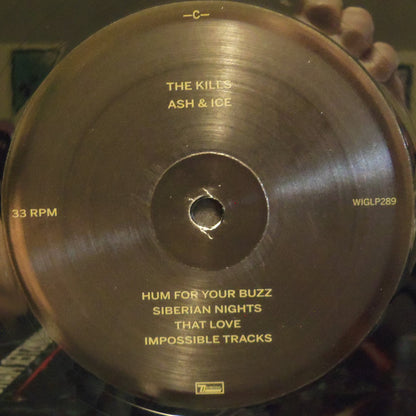 —C—
THE KILLS
ASH & ICE
33 RPM
WIGLP289
HUM FOR YOUR BUZZ
SIBERIAN NIGHTS
THAT LOVE
IMPOSSIBLE TRACKS